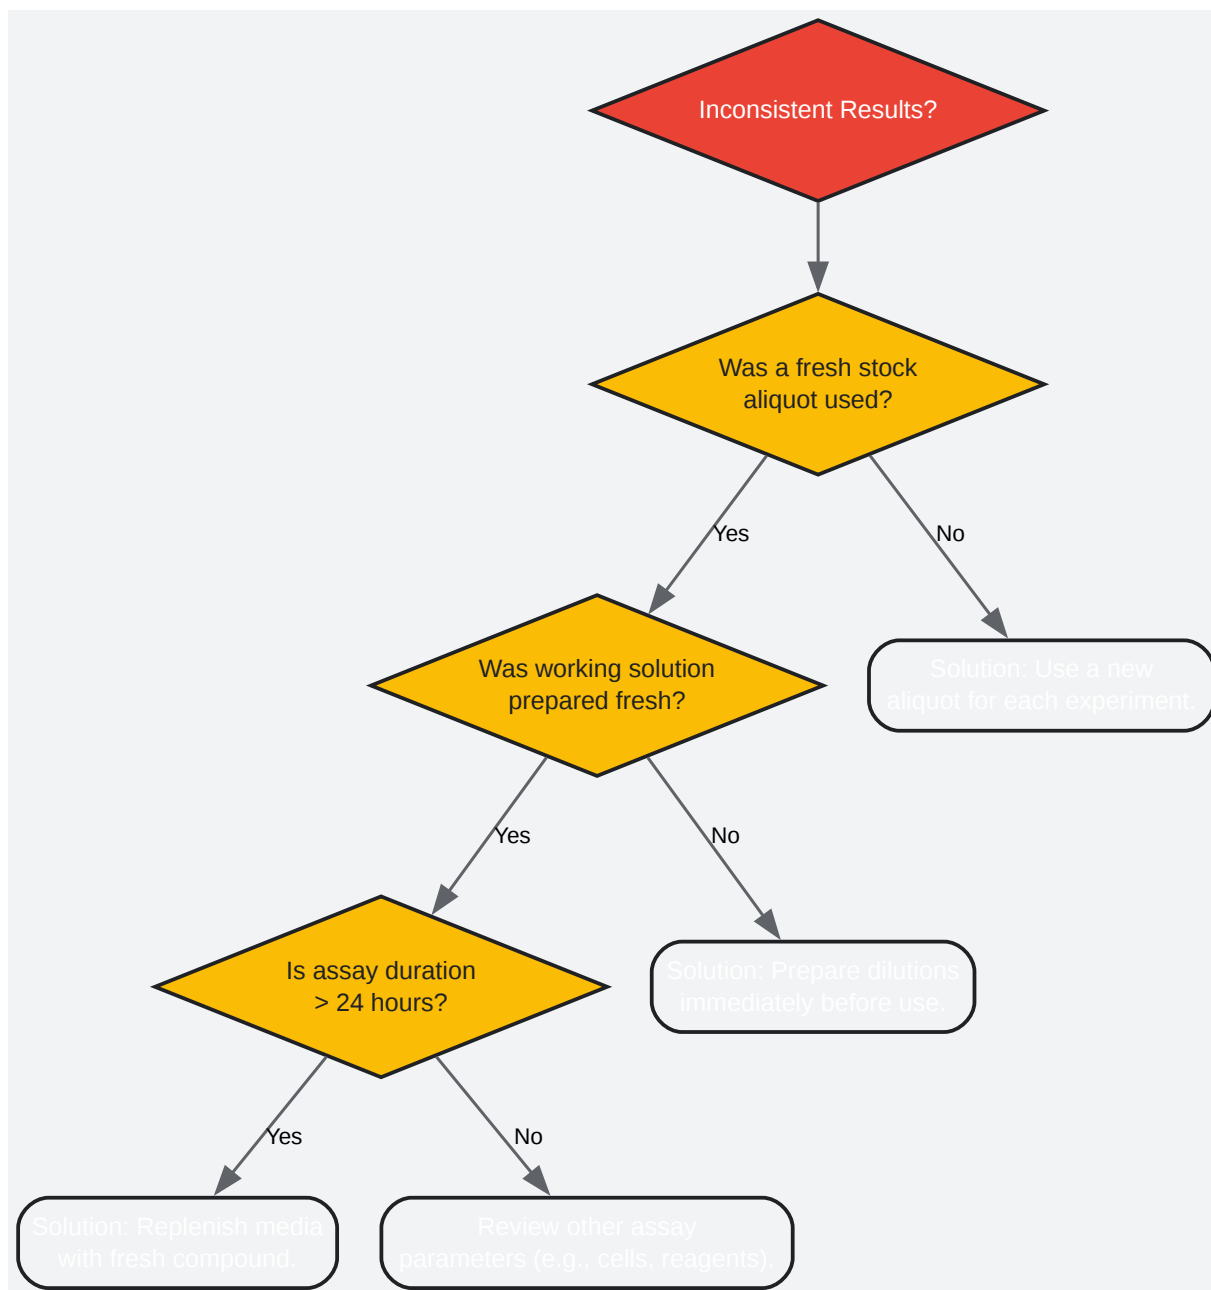 Inconsistent Results?
Was a fresh stock
aliquot used?
Yes
No
Was working solution
prepared fresh?
Solution: Use a new
aliquot for each experiment.
Yes
No
Is assay duration
> 24 hours?
Solution: Prepare dilutions
immediately before use.
Yes
No
Solution: Replenish media
with fresh compound.
Review other assay
parameters (e.g., cells, reagents).